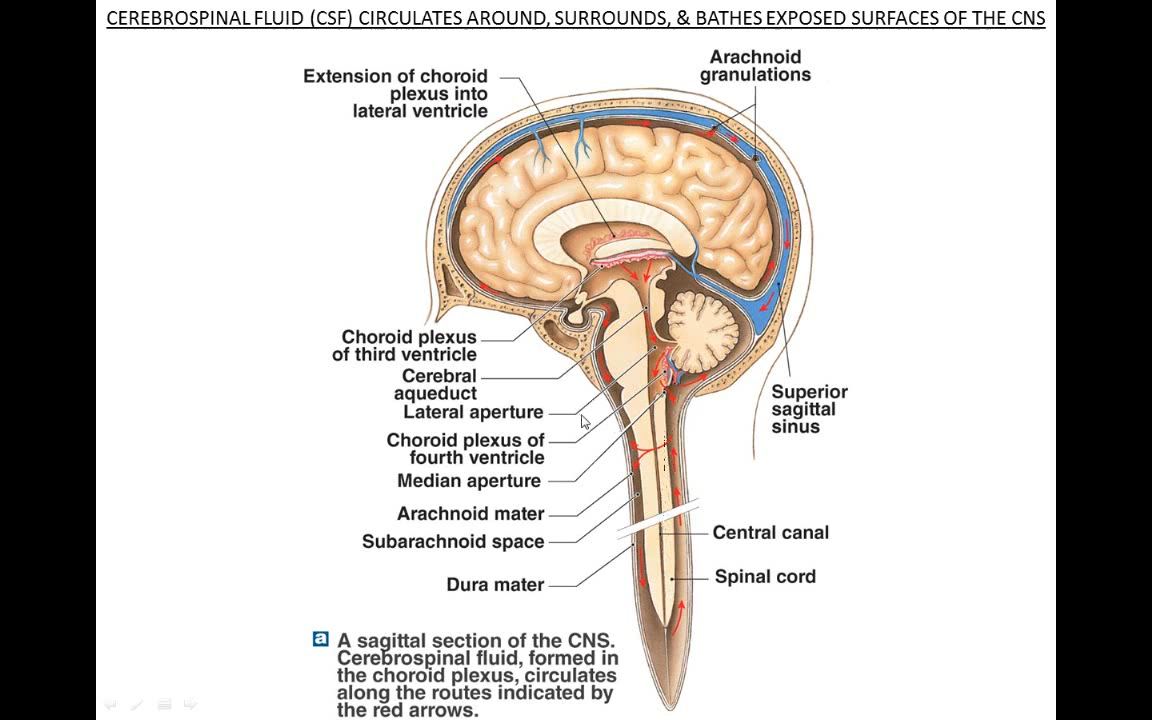 CEREBROSPINAL FLUID (CSF) CIRCULATES AROUND, SURROUNDS, & BATHES EXPOSED SURFACES OF THE CNS
Extension of choroid
plexus into
lateral ventricle
Arachnoid
granulations
Choroid plexus
of third ventricle
Cerebral
aqueduct
Lateral aperture
Choroid plexus of
fourth ventricle
Median aperture
Arachnoid mater
Subarachnoid space
Dura mater
Superior
sagittal
sinus
Central canal
Spinal cord
a A sagittal section of the CNS.
Cerebrospinal fluid, formed in
the choroid plexus, circulates
along the routes indicated by
the red arrows.